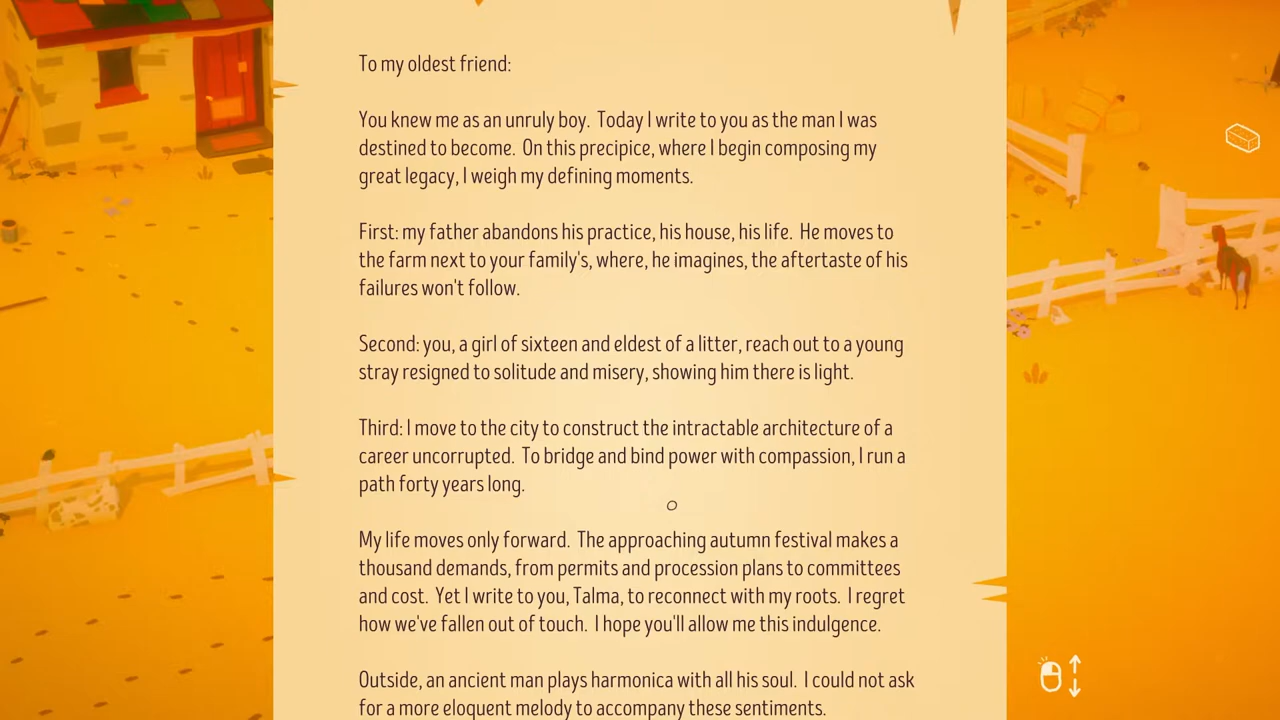 To my oldest friend:
You knew me as an unruly boy.  Today I write to you as the man I was
destined to become.  On this precipice, where I begin composing my
great legacy, I weigh my defining moments.
First: my father abandons his practice, his house, his life.  He moves to
the farm next to your family's, where, he imagines, the aftertaste of his
failures won't follow.
Second: you, a girl of sixteen and eldest of a litter, reach out to a young
stray resigned to solitude and misery, showing him there is light.
Third: I move to the city to construct the intractable architecture of a
career uncorrupted.  To bridge and bind power with compassion, I run a
path forty years long.
My life moves only forward.  The approaching autumn festival makes a
thousand demands, from permits and procession plans to committees
and cost.  Yet I write to you, Talma, to reconnect with my roots.  I regret
how we've fallen out of touch.  I hope you'll allow me this indulgence.
Outside, an ancient man plays harmonica with all his soul.  I could not ask
for a more eloquent melody to accompany these sentiments.